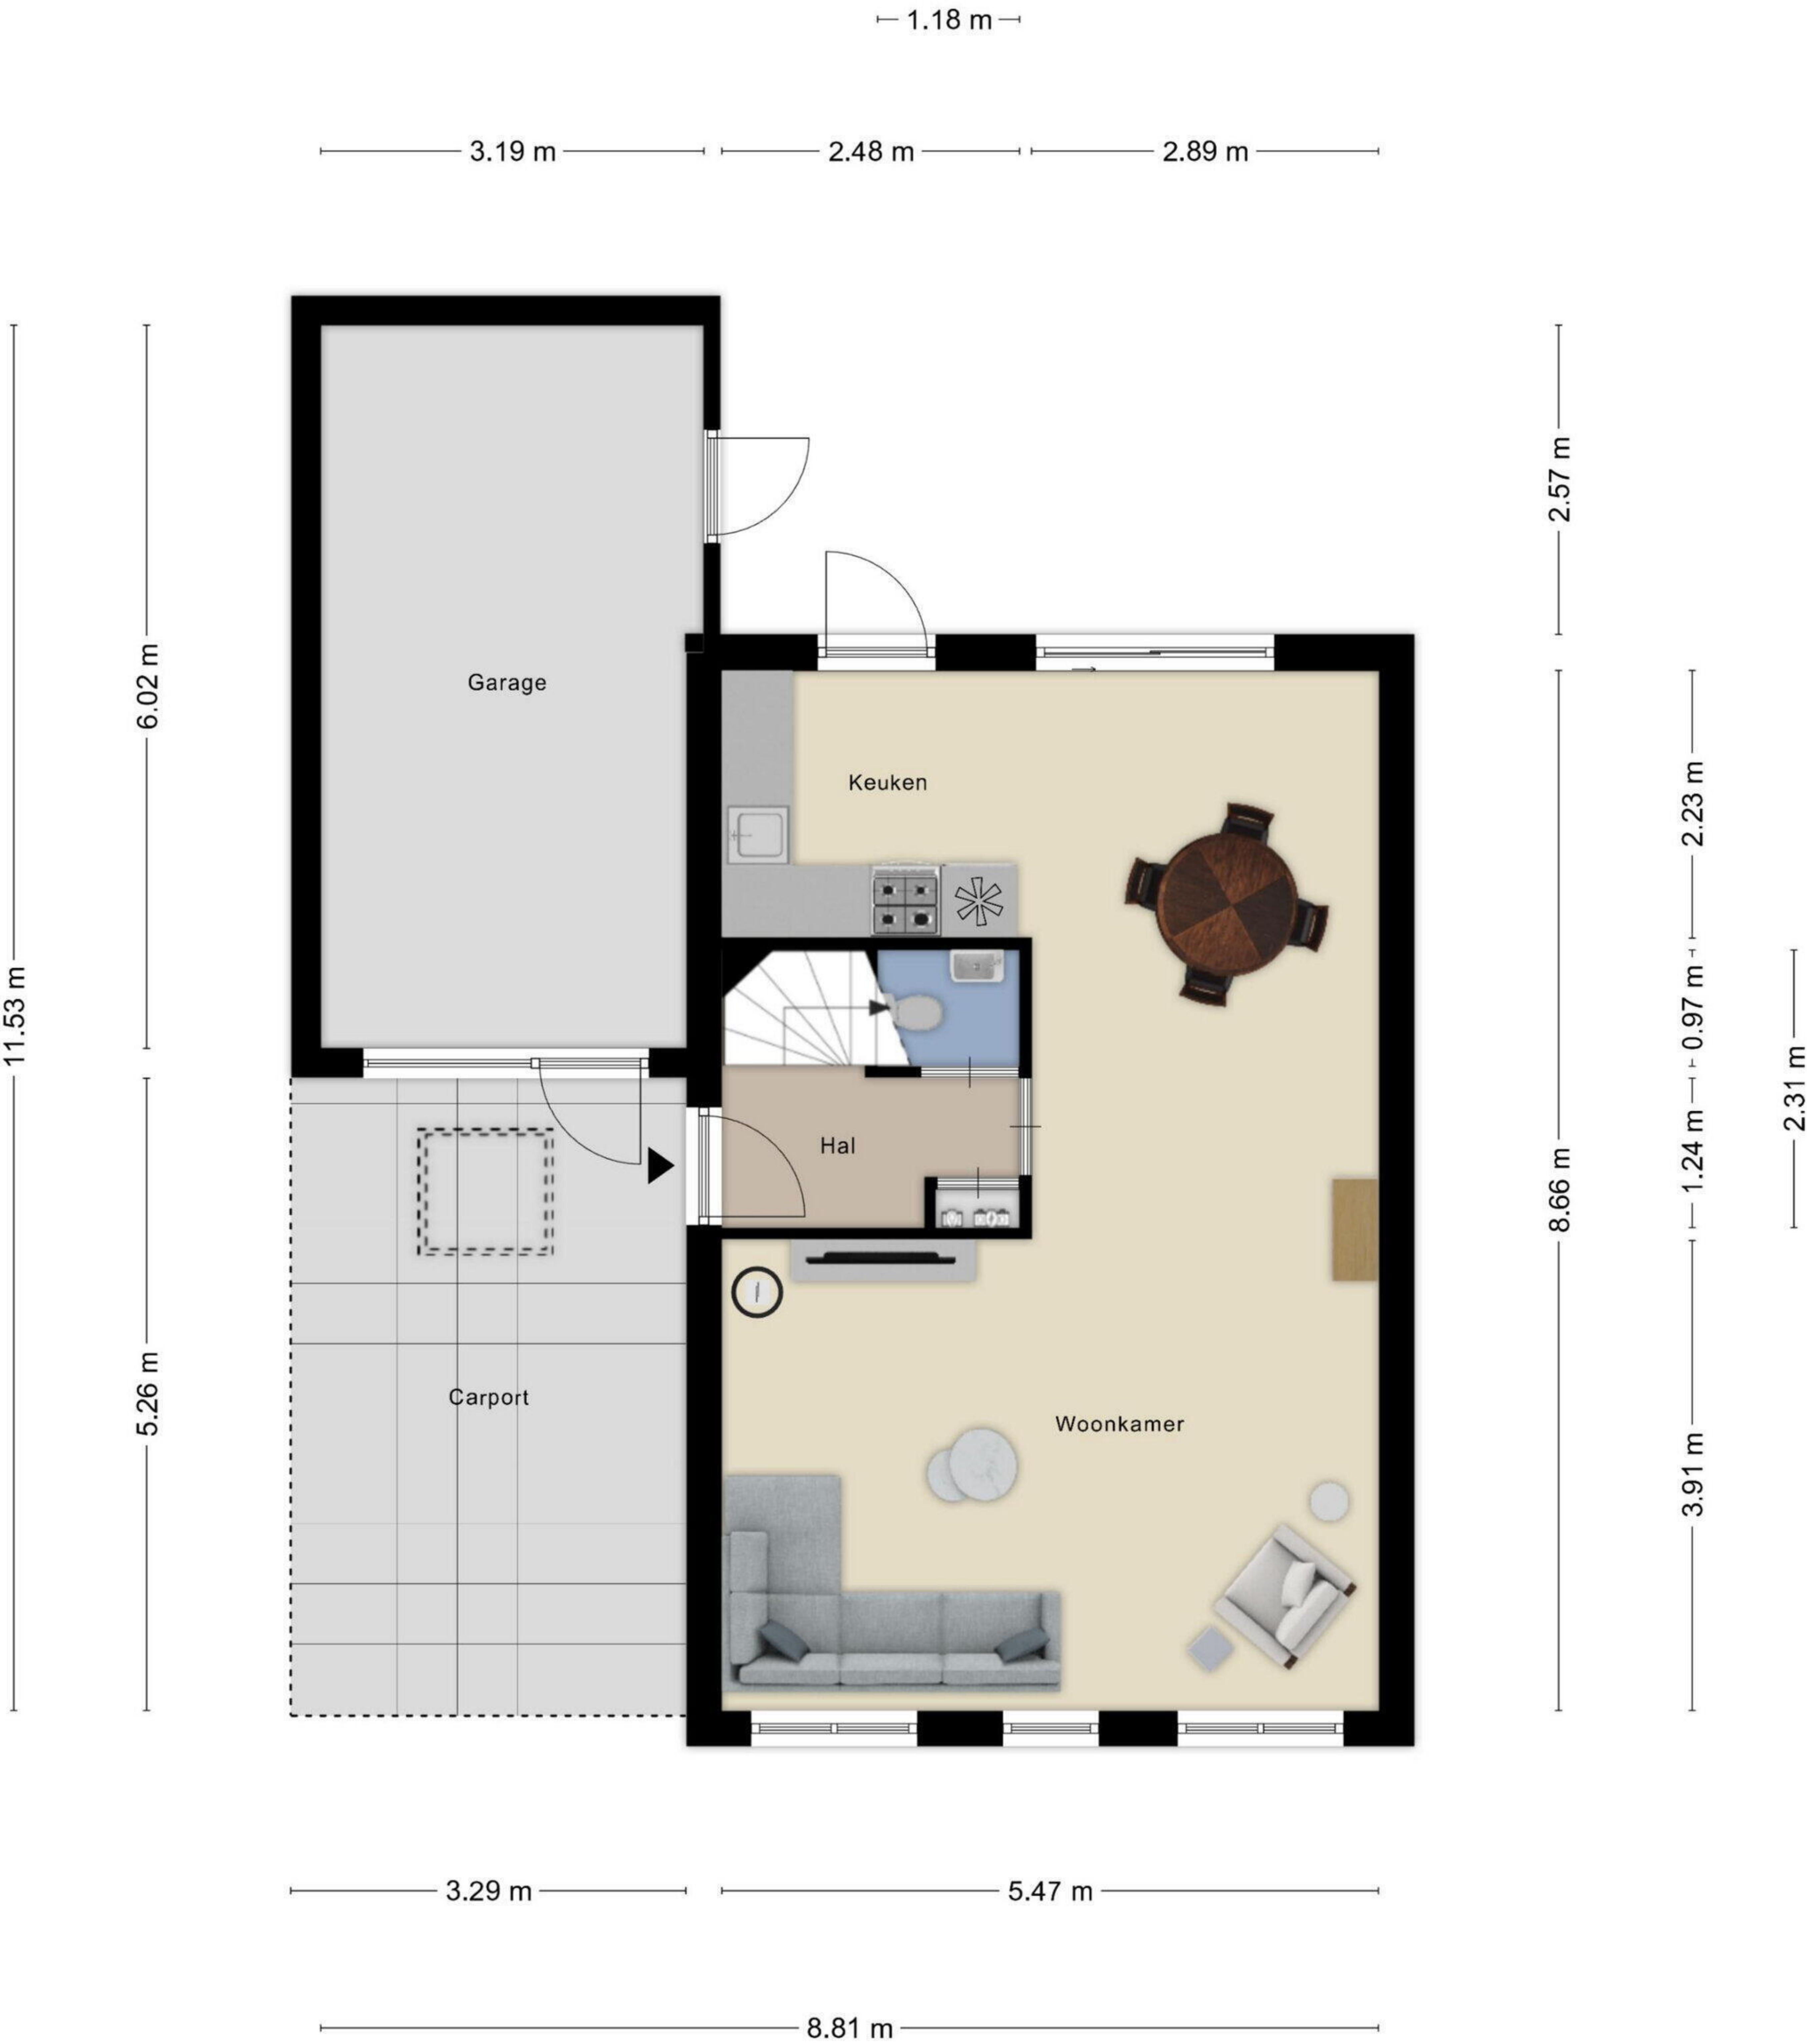 1.18 m
3.19 m
2.48 m
2.89 m
2.57 m
6.02 m
Garage
Keuken
2.23 m
11.53 m
0.97 m
2.31 m
Hal
1.24 m
8.66 m
5.26 m
Carport
Woonkamer
3.91 m
3.29 m
5.47 m
8.81 m